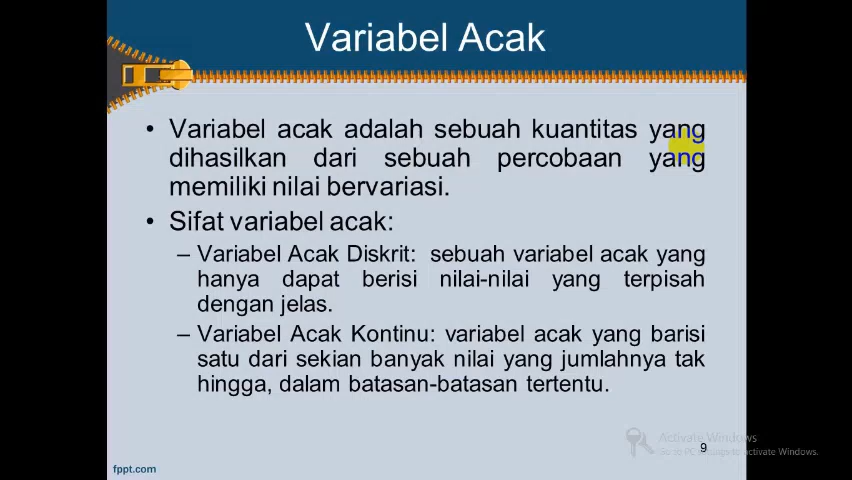 Variabel Acak
• Variabel acak adalah sebuah kuantitas yang
dihasilkan dari sebuah percobaan yang
memiliki nilai bervariasi.
• Sifat variabel acak:
– Variabel Acak Diskrit: sebuah variabel acak yang
hanya dapat berisi nilai-nilai yang terpisah
dengan jelas.
– Variabel Acak Kontinu: variabel acak yang barisi
satu dari sekian banyak nilai yang jumlahnya tak
hingga, dalam batasan-batasan tertentu.
Activate Windows
Go to PC settings to activate Windows.
9
fppt.com